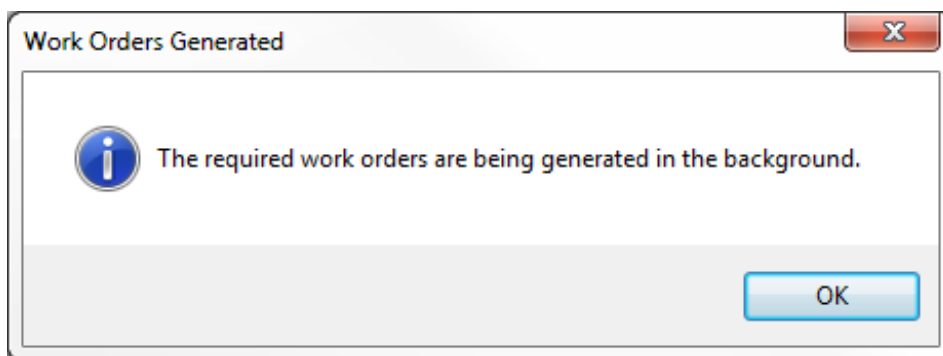 Work Orders Generated
The required work orders are being generated in the background.
OK